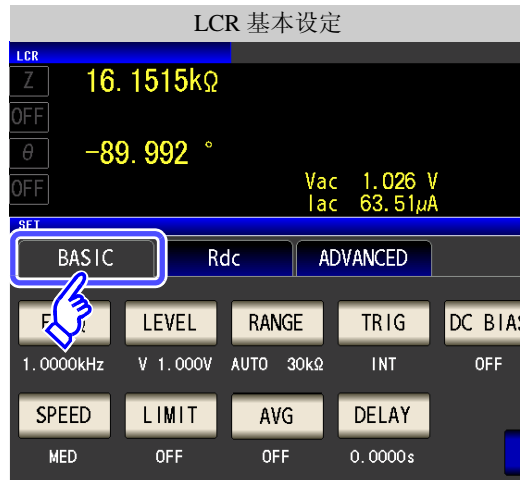 LCR 基本设定
LCR
Z 16.1515kΩ
OFF
θ -89.992 °
OFF
Vac 1.026 V
Iac 63.51μA
SET
BASIC Rdc ADVANCED
LEVEL RANGE TRIG DC BIAS
1.0000kHz V 1.000V AUTO 30kΩ INT OFF
SPEED LIMIT AVG DELAY
MED OFF OFF 0.0000s